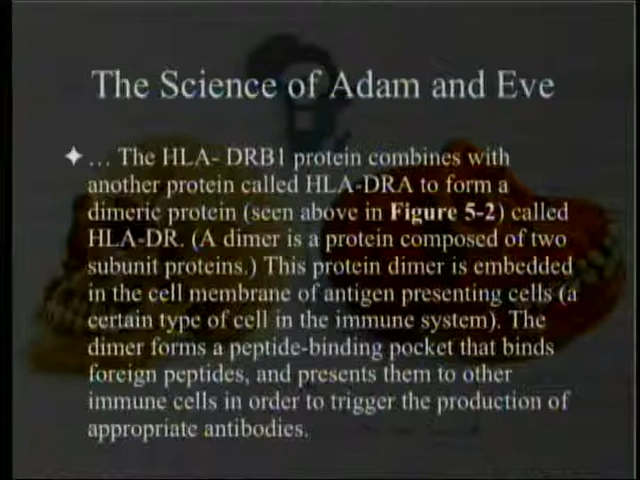 The Science of Adam and Eve
… The HLA- DRB1 protein combines with
another protein called HLA-DRA to form a
dimeric protein (seen above in Figure 5-2) called
HLA-DR. (A dimer is a protein composed of two
subunit proteins.) This protein dimer is embedded
in the cell membrane of antigen presenting cells (a
certain type of cell in the immune system). The
dimer forms a peptide-binding pocket that binds
foreign peptides, and presents them to other
immune cells in order to trigger the production of
appropriate antibodies.